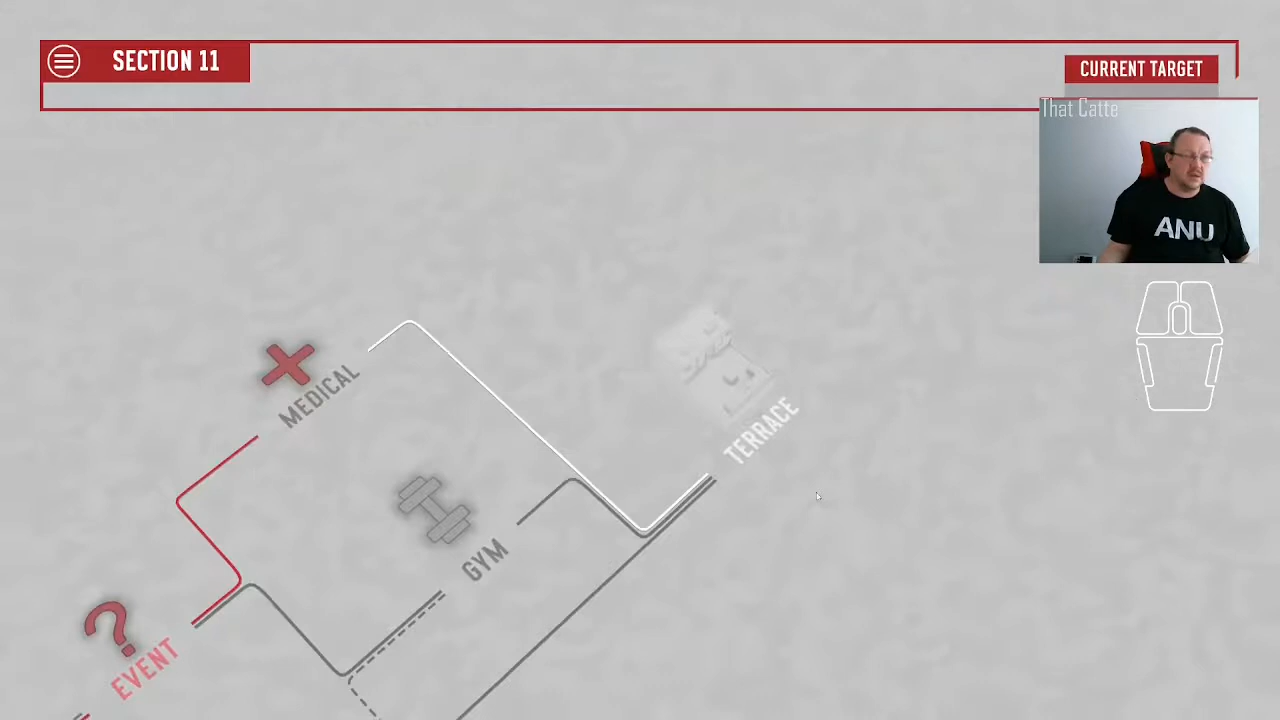 SECTION 11
CURRENT TARGET
That Catte
ANU
MEDICAL
TERRACE
GYM
EVENT